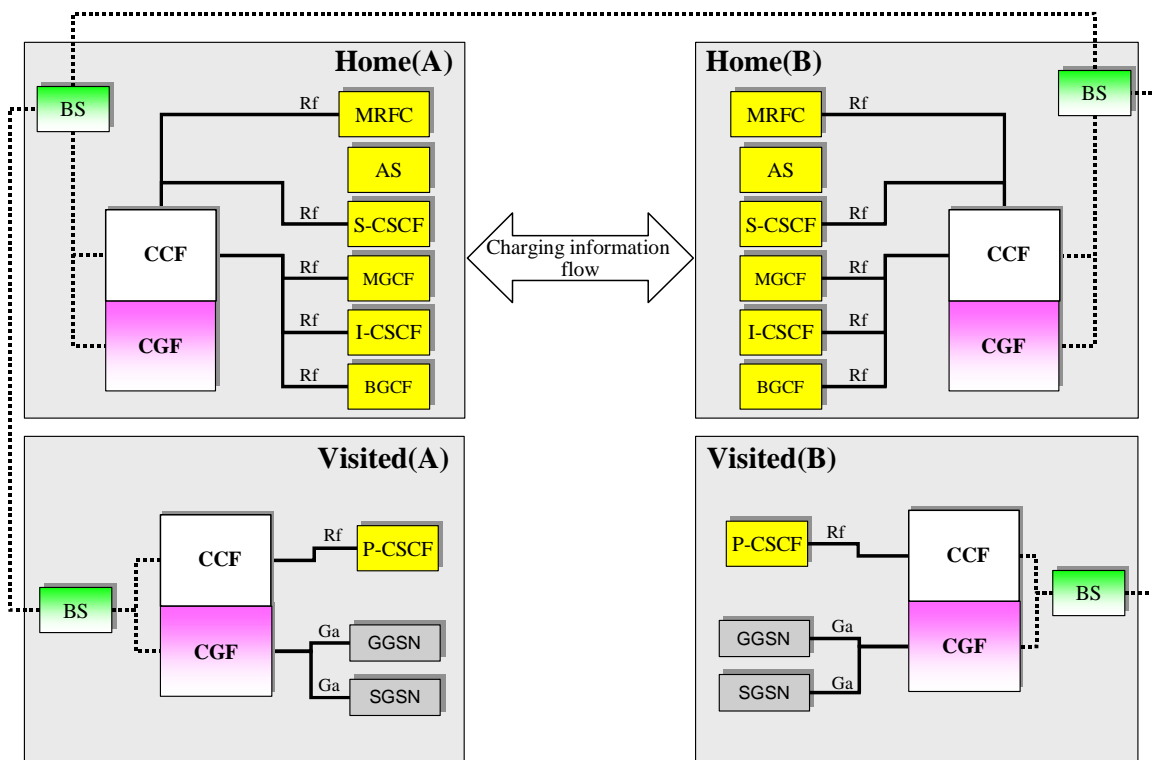 Home(A)
BS
Rf
MRFC
AS
Rf
S-CSCF
CCF
Rf
MGCF
Rf
I-CSCF
CGF
Rf
BGCF
Charging information
flow
Home(B)
BS
MRFC
Rf
AS
S-CSCF
Rf
CCF
MGCF
Rf
I-CSCF
Rf
CGF
BGCF
Rf
Visited(A)
Rf
P-CSCF
CCF
BS
CGF
Ga
GGSN
Ga
SGSN
Visited(B)
P-CSCF
Rf
CCF
BS
GGSN
Ga
CGF
SGSN
Ga